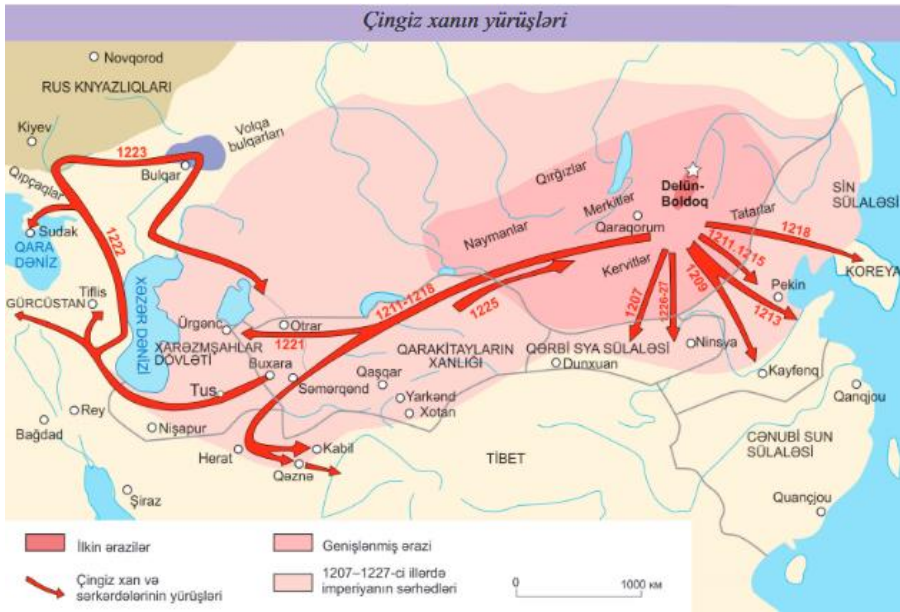 Çingiz xanın yürüşləri
Novqorod
RUS KNYAZLIQLARI
Kiyev
Volqa
bulqarları
1223
Bulqar
Qıpçaqlar
Qırğızlar
Delün-
Boldoq
SİN
SÜLALƏSİ
Merkitlər
Tatarlar
Sudak
QARA
DƏNİZ
1222
Naymanlar
Qaraqorum
1218
1211-1215
KOREYA
Kervitlər
XƏZƏR DƏNİZİ
Tiflis
GÜRCÜSTAN
1211-1218
1225
1207
1226-27
1209
Pekin
1213
Ürgənc
Otrar
1221
XARƏZMŞAHLAR
DÖVLƏTİ
QARAKİTAYLARIN
XANLIĞI
QƏRBİ SYA SÜLALƏSİ
Ninsya
Dunxuan
Kayfenq
Buxara
Səmərqənd
Qaşqar
Tus
Yarkənd
Xotan
Qanqjou
Rey
Bağdad
Nişapur
Herat
Kabil
Qəznə
TİBET
CƏNUBİ SUN
SÜLALƏSİ
Şiraz
Quançjou
İlkin ərazilər
Genişlənmiş ərazi
Çingiz xan və
sərkərdələrinin yürüşləri
1207–1227-ci illərdə
imperiyanın sərhədləri
0
1000 км